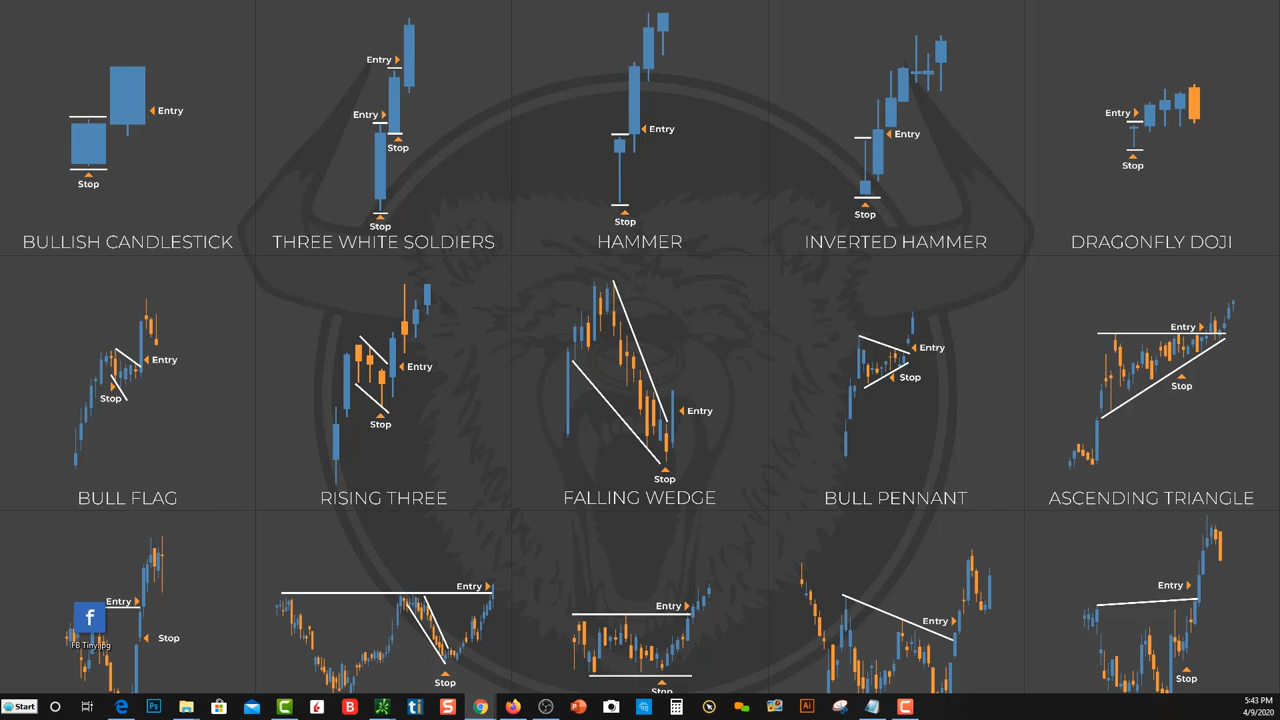 Entry
Stop
BULLISH CANDLESTICK
Entry
Entry
Stop
Stop
THREE WHITE SOLDIERS
Entry
Stop
HAMMER
Entry
Stop
INVERTED HAMMER
Entry
Stop
DRAGONFLY DOJI
Entry
Stop
BULL FLAG
Entry
Stop
RISING THREE
Entry
Stop
FALLING WEDGE
Entry
Stop
BULL PENNANT
Entry
Stop
ASCENDING TRIANGLE
Entry
Stop
FB Tiny.jpg
Entry
Stop
Entry
Stop
Entry
Entry
Stop
Start
5:43 PM
4/9/2020